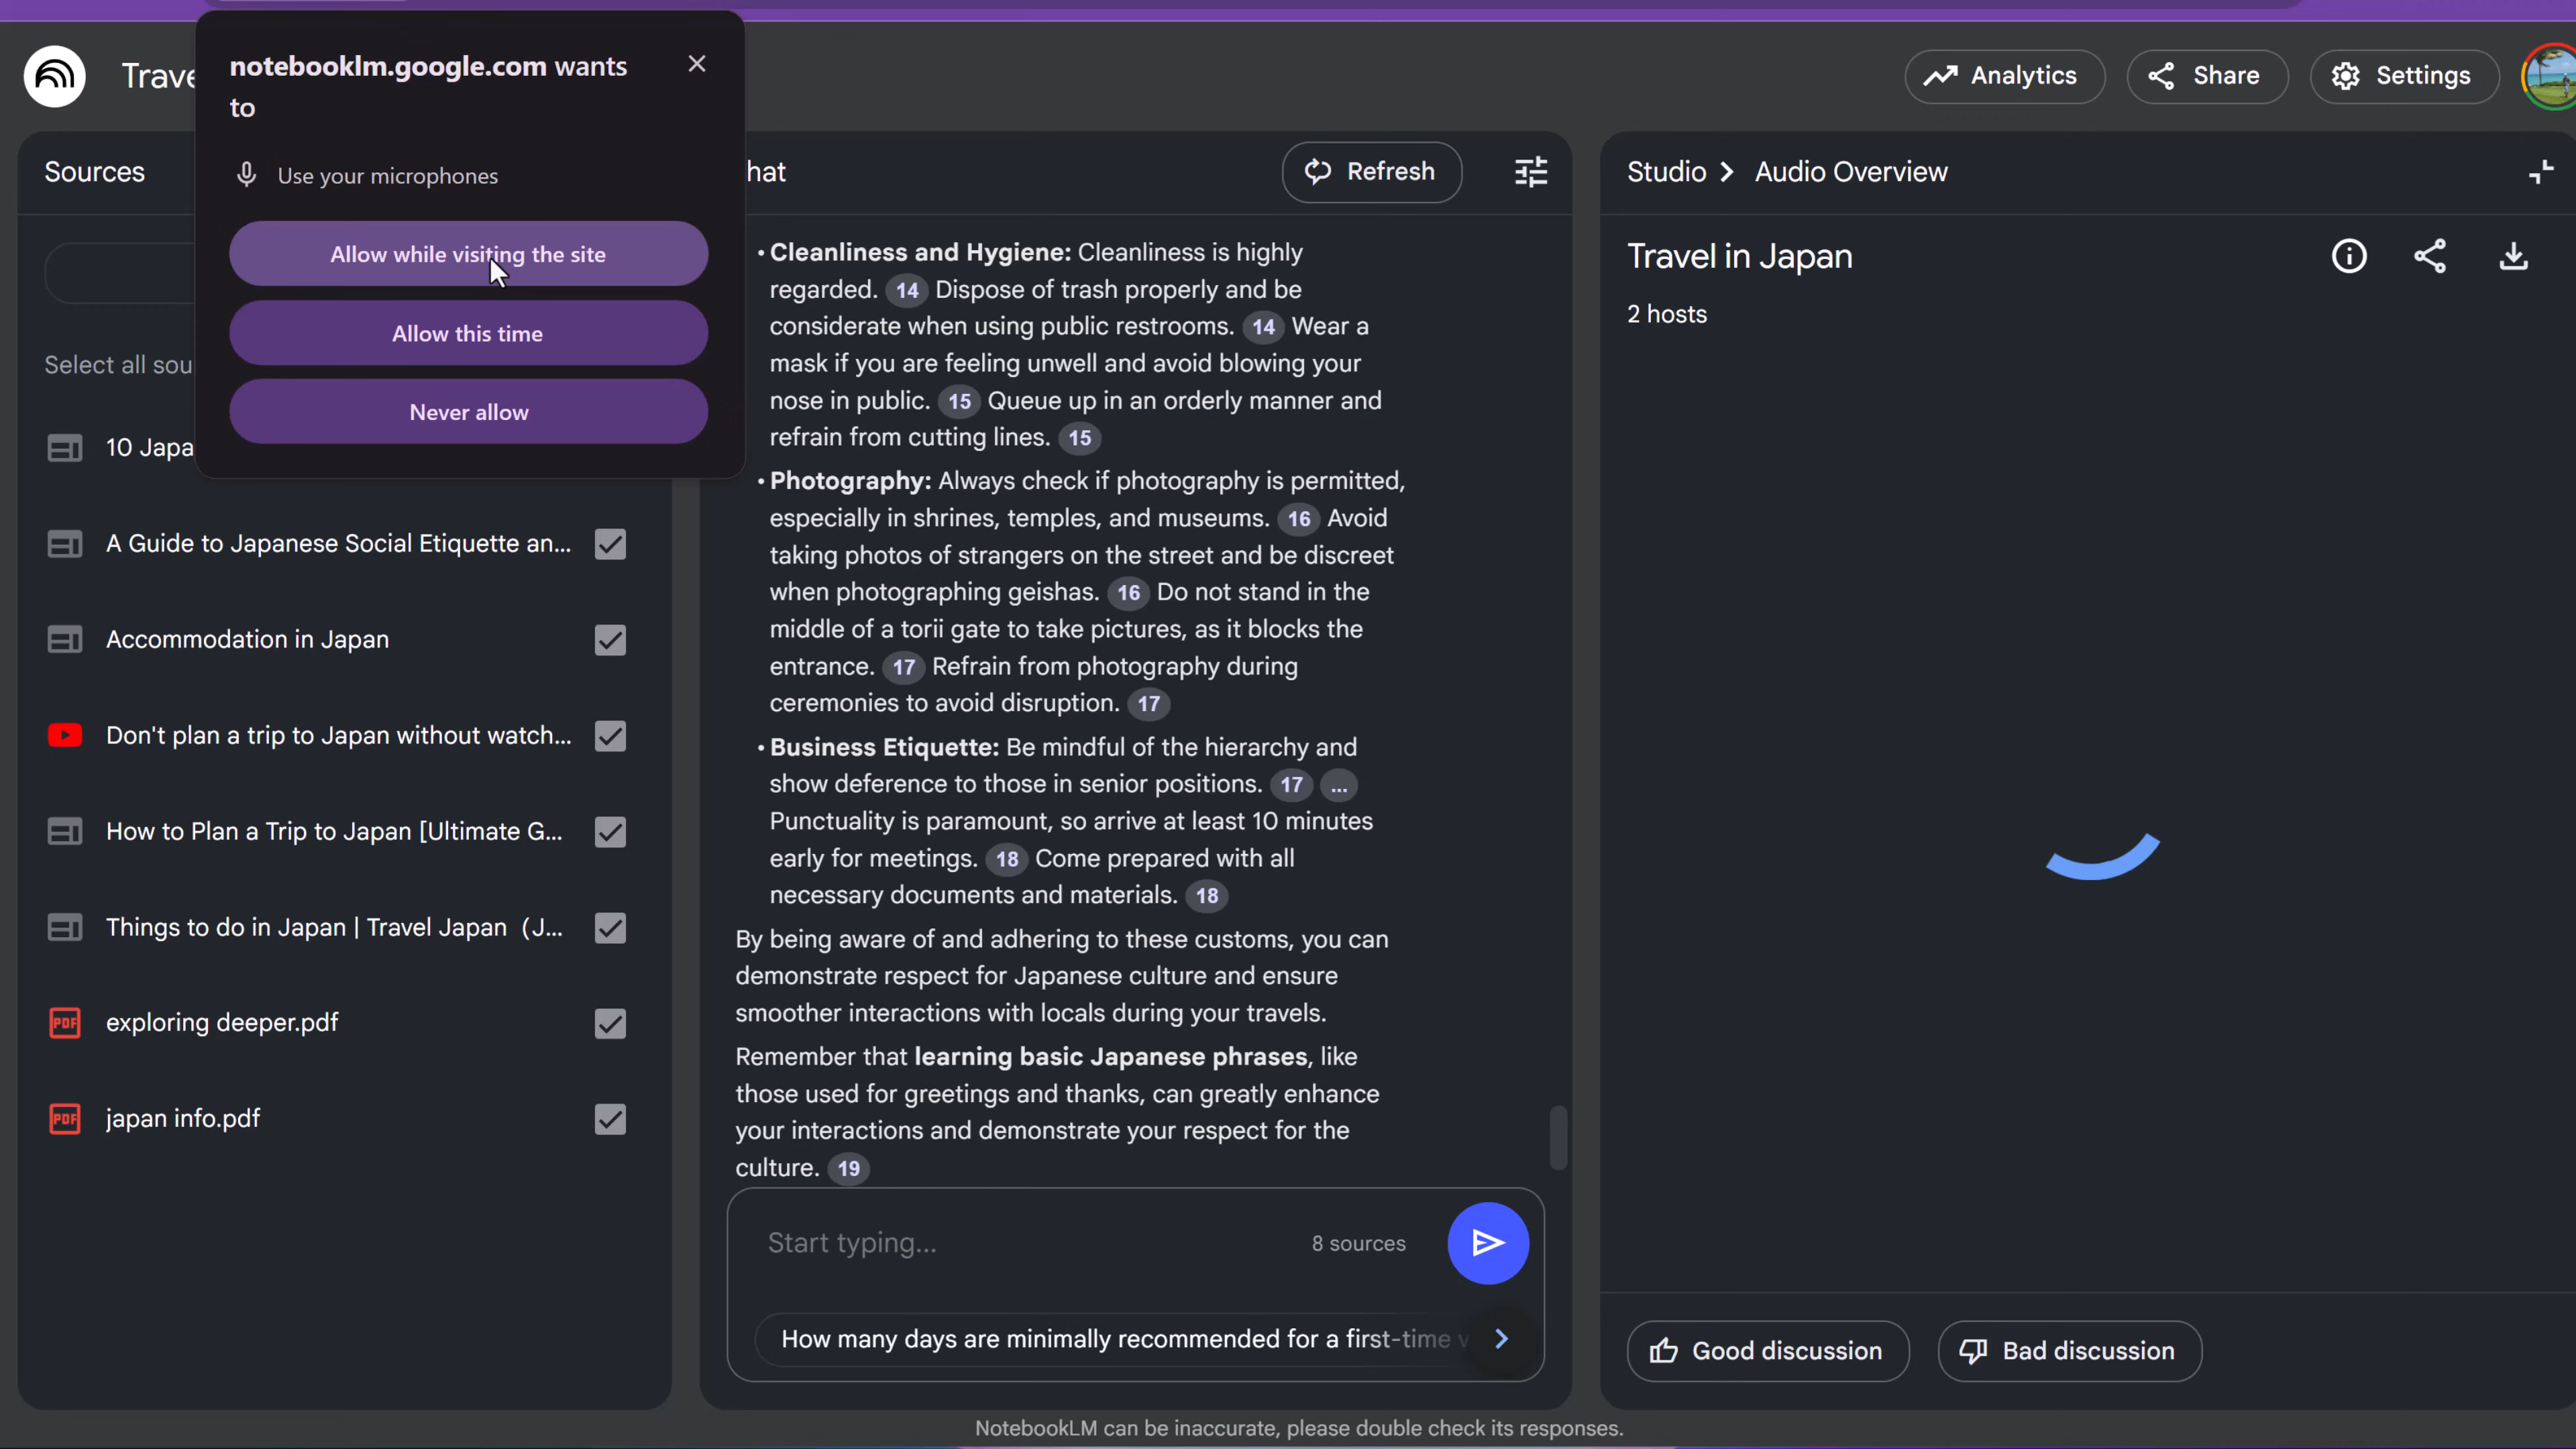 notebooklm.google.com wants
to
Use your microphones
Allow while visiting the site
Allow this time
Never allow
Analytics
Share
Settings
Sources
10
A Guide to Japanese Social Etiquette an...
Accommodation in Japan
Don't plan a trip to Japan without watch...
How to Plan a Trip to Japan [Ultimate G...
Things to do in Japan | Travel Japan (J...
PDF
exploring deeper.pdf
PDF
japan info.pdf
Select all
Refresh
• Cleanliness and Hygiene: Cleanliness is highly
regarded. 14 Dispose of trash properly and be
considerate when using public restrooms. 14 Wear a
mask if you are feeling unwell and avoid blowing your
nose in public. 15 Queue up in an orderly manner and
refrain from cutting lines. 15
• Photography: Always check if photography is permitted,
especially in shrines, temples, and museums. 16 Avoid
taking photos of strangers on the street and be discreet
when photographing geishas. 16 Do not stand in the
middle of a torii gate to take pictures, as it blocks the
entrance. 17 Refrain from photography during
ceremonies to avoid disruption. 17
• Business Etiquette: Be mindful of the hierarchy and
show deference to those in senior positions. 17 ...
Punctuality is paramount, so arrive at least 10 minutes
early for meetings. 18 Come prepared with all
necessary documents and materials. 18
By being aware of and adhering to these customs, you can
demonstrate respect for Japanese culture and ensure
smoother interactions with locals during your travels.
Remember that learning basic Japanese phrases, like
those used for greetings and thanks, can greatly enhance
your interactions and demonstrate your respect for the
culture. 19
Start typing...
8 sources
How many days are minimally recommended for a first-time
Studio > Audio Overview
Travel in Japan
2 hosts
Good discussion
Bad discussion
NotebookLM can be inaccurate, please double check its responses.